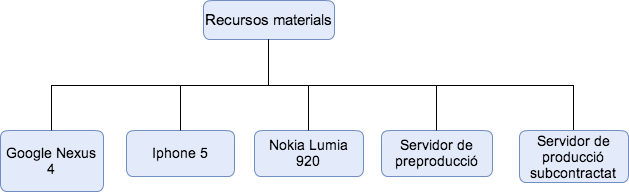 Recursos materials
Google Nexus
4
Iphone 5
Nokia Lumia
920
Servidor de
preproducció
Servidor de
producció
subcontractat